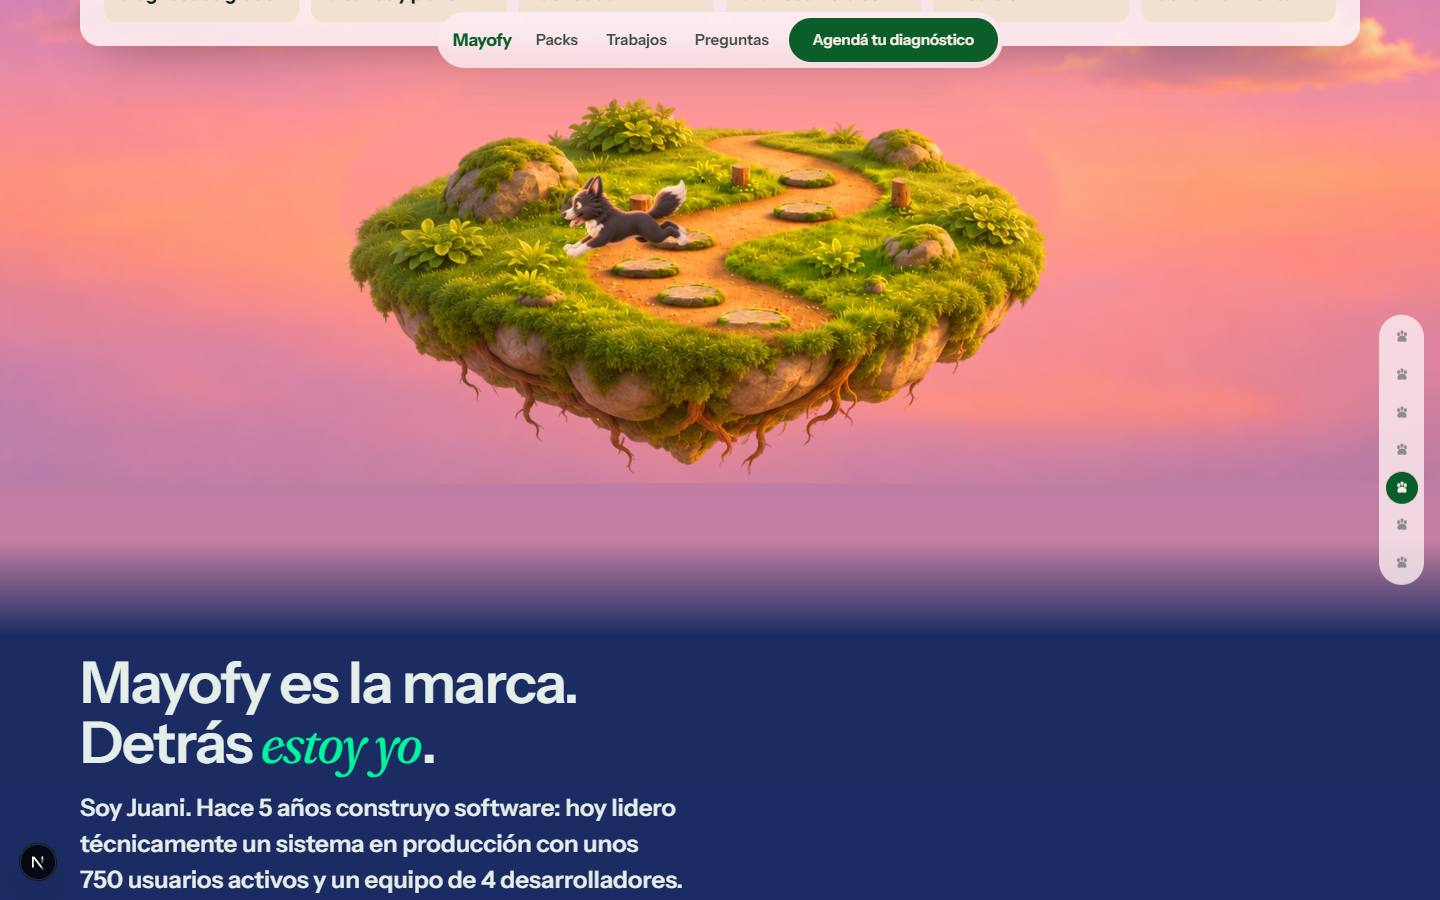 Mayofy Packs Trabajos Preguntas Agendá tu diagnóstico
Mayofy es la marca.
Detrás estoy yo.
Soy Juani. Hace 5 años construyo software: hoy lidero
técnicamente un sistema en producción con unos
750 usuarios activos y un equipo de 4 desarrolladores.
N